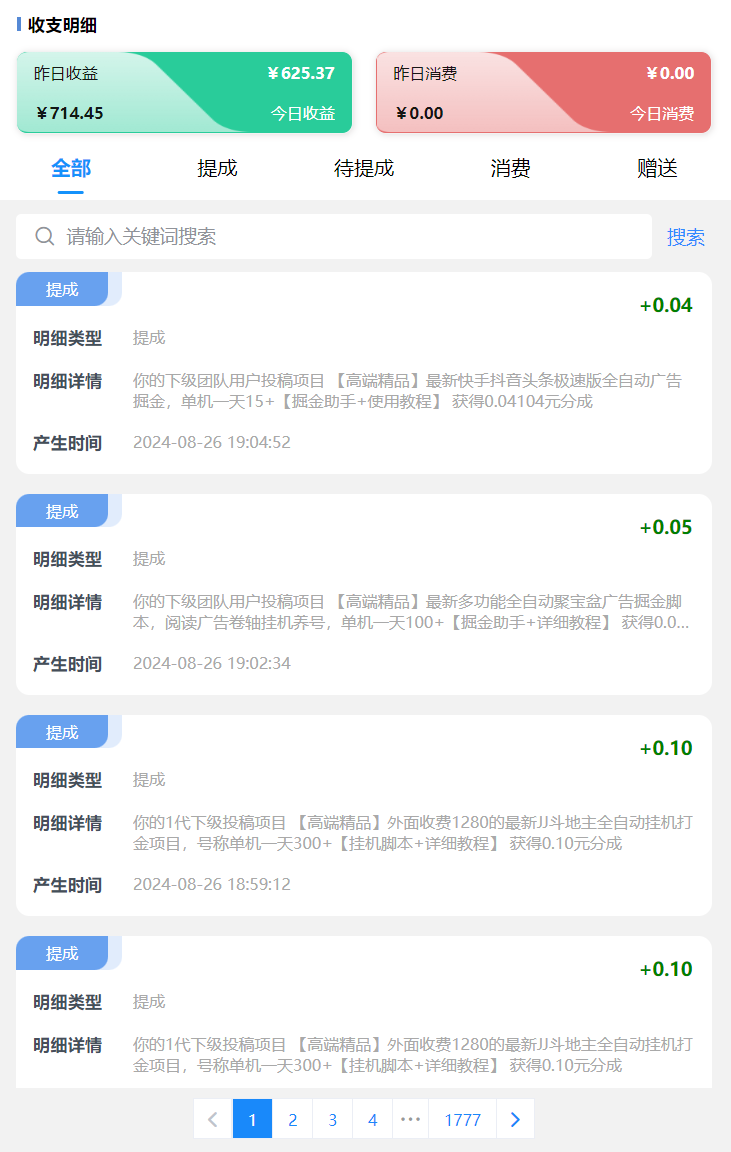 收支明细
昨日收益
￥625.37
￥714.45
今日收益
昨日消费
￥0.00
￥0.00
今日消费
全部 提成 待提成 消费 赠送
请输入关键词搜索 搜索
提成
+0.04
明细类型 提成
明细详情 你的下级团队用户投稿项目 【高端精品】最新快手抖音头条极速版全自动广告
掘金，单机一天15+【掘金助手+使用教程】 获得0.04104元分成
产生时间 2024-08-26 19:04:52
提成
+0.05
明细类型 提成
明细详情 你的下级团队用户投稿项目 【高端精品】最新多功能全自动聚宝盆广告掘金脚
本，阅读广告卷轴挂机养号，单机一天100+【掘金助手+详细教程】 获得0.0...
产生时间 2024-08-26 19:02:34
提成
+0.10
明细类型 提成
明细详情 你的1代下级投稿项目 【高端精品】外面收费1280的最新JJ斗地主全自动挂机打
金项目，号称单机一天300+【挂机脚本+详细教程】 获得0.10元分成
产生时间 2024-08-26 18:59:12
提成
+0.10
明细类型 提成
明细详情 你的1代下级投稿项目 【高端精品】外面收费1280的最新JJ斗地主全自动挂机打
金项目，号称单机一天300+【挂机脚本+详细教程】 获得0.10元分成
1 2 3 4 ... 1777